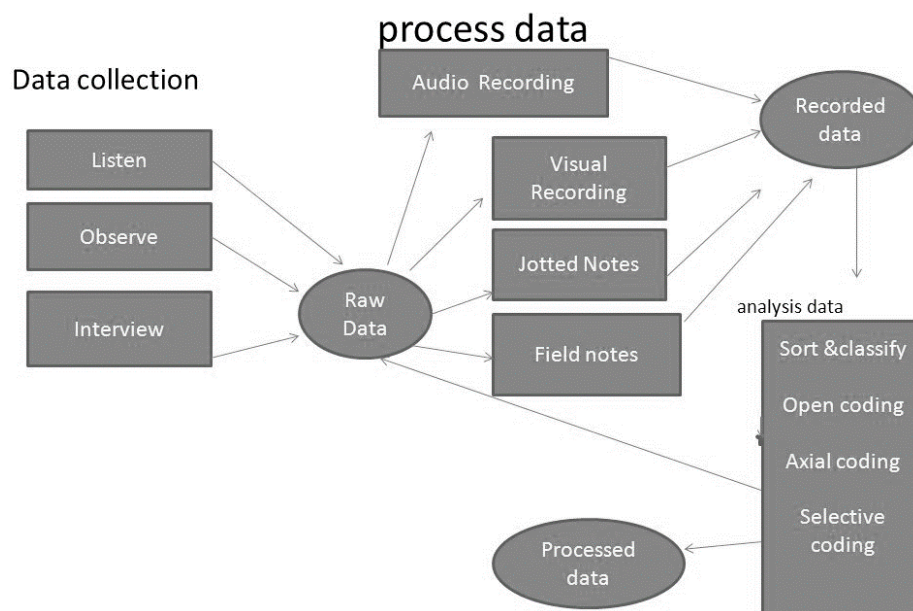 process data
Data collection
Audio Recording
Recorded
data
Listen
Visual
Recording
Observe
Jotted Notes
Raw
Data
Interview
Field notes
analysis data
Sort &classify
Open coding
Axial coding
Selective
coding
Processed
data